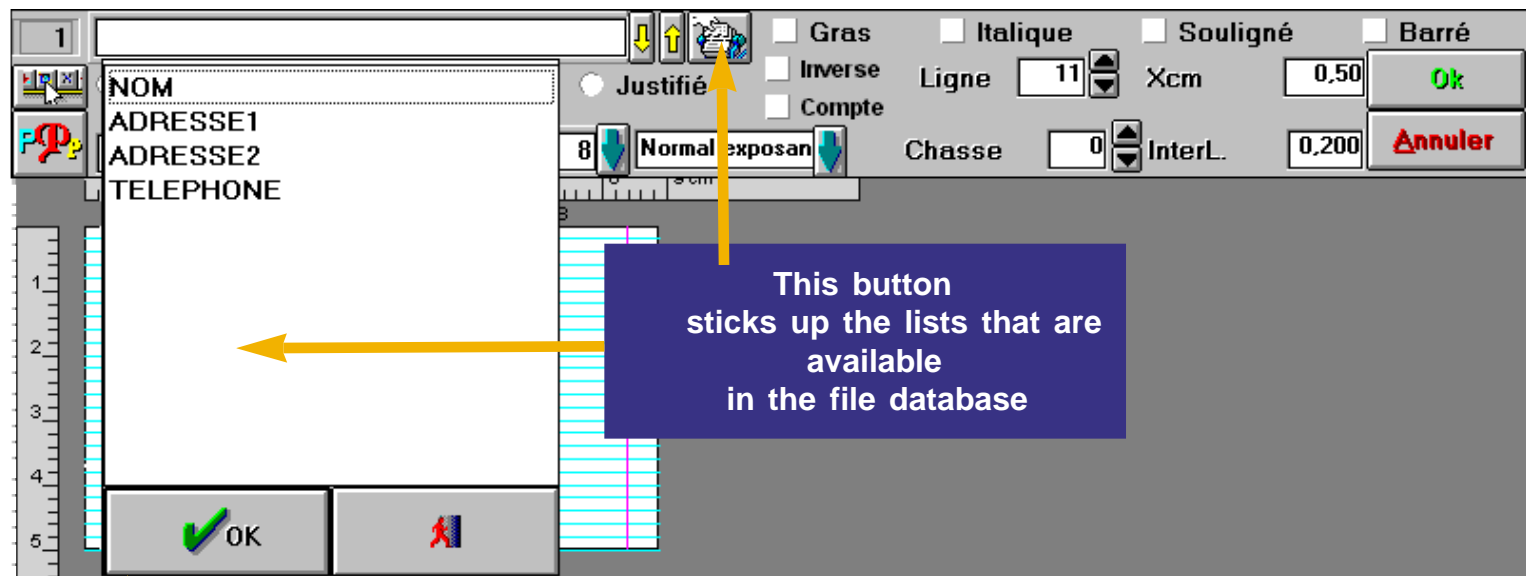 1
Gras
Italique
Souligné
Barré
Justifié
Inverse
Ligne
11
Xcm
0,50
Ok
Compte
8
Normal exposan
Chasse
0
InterL.
0,200
Annuler
NOM
ADRESSE1
ADRESSE2
TELEPHONE
1
2
3
4
5
This button
sticks up the lists that are
available
in the file database
OK